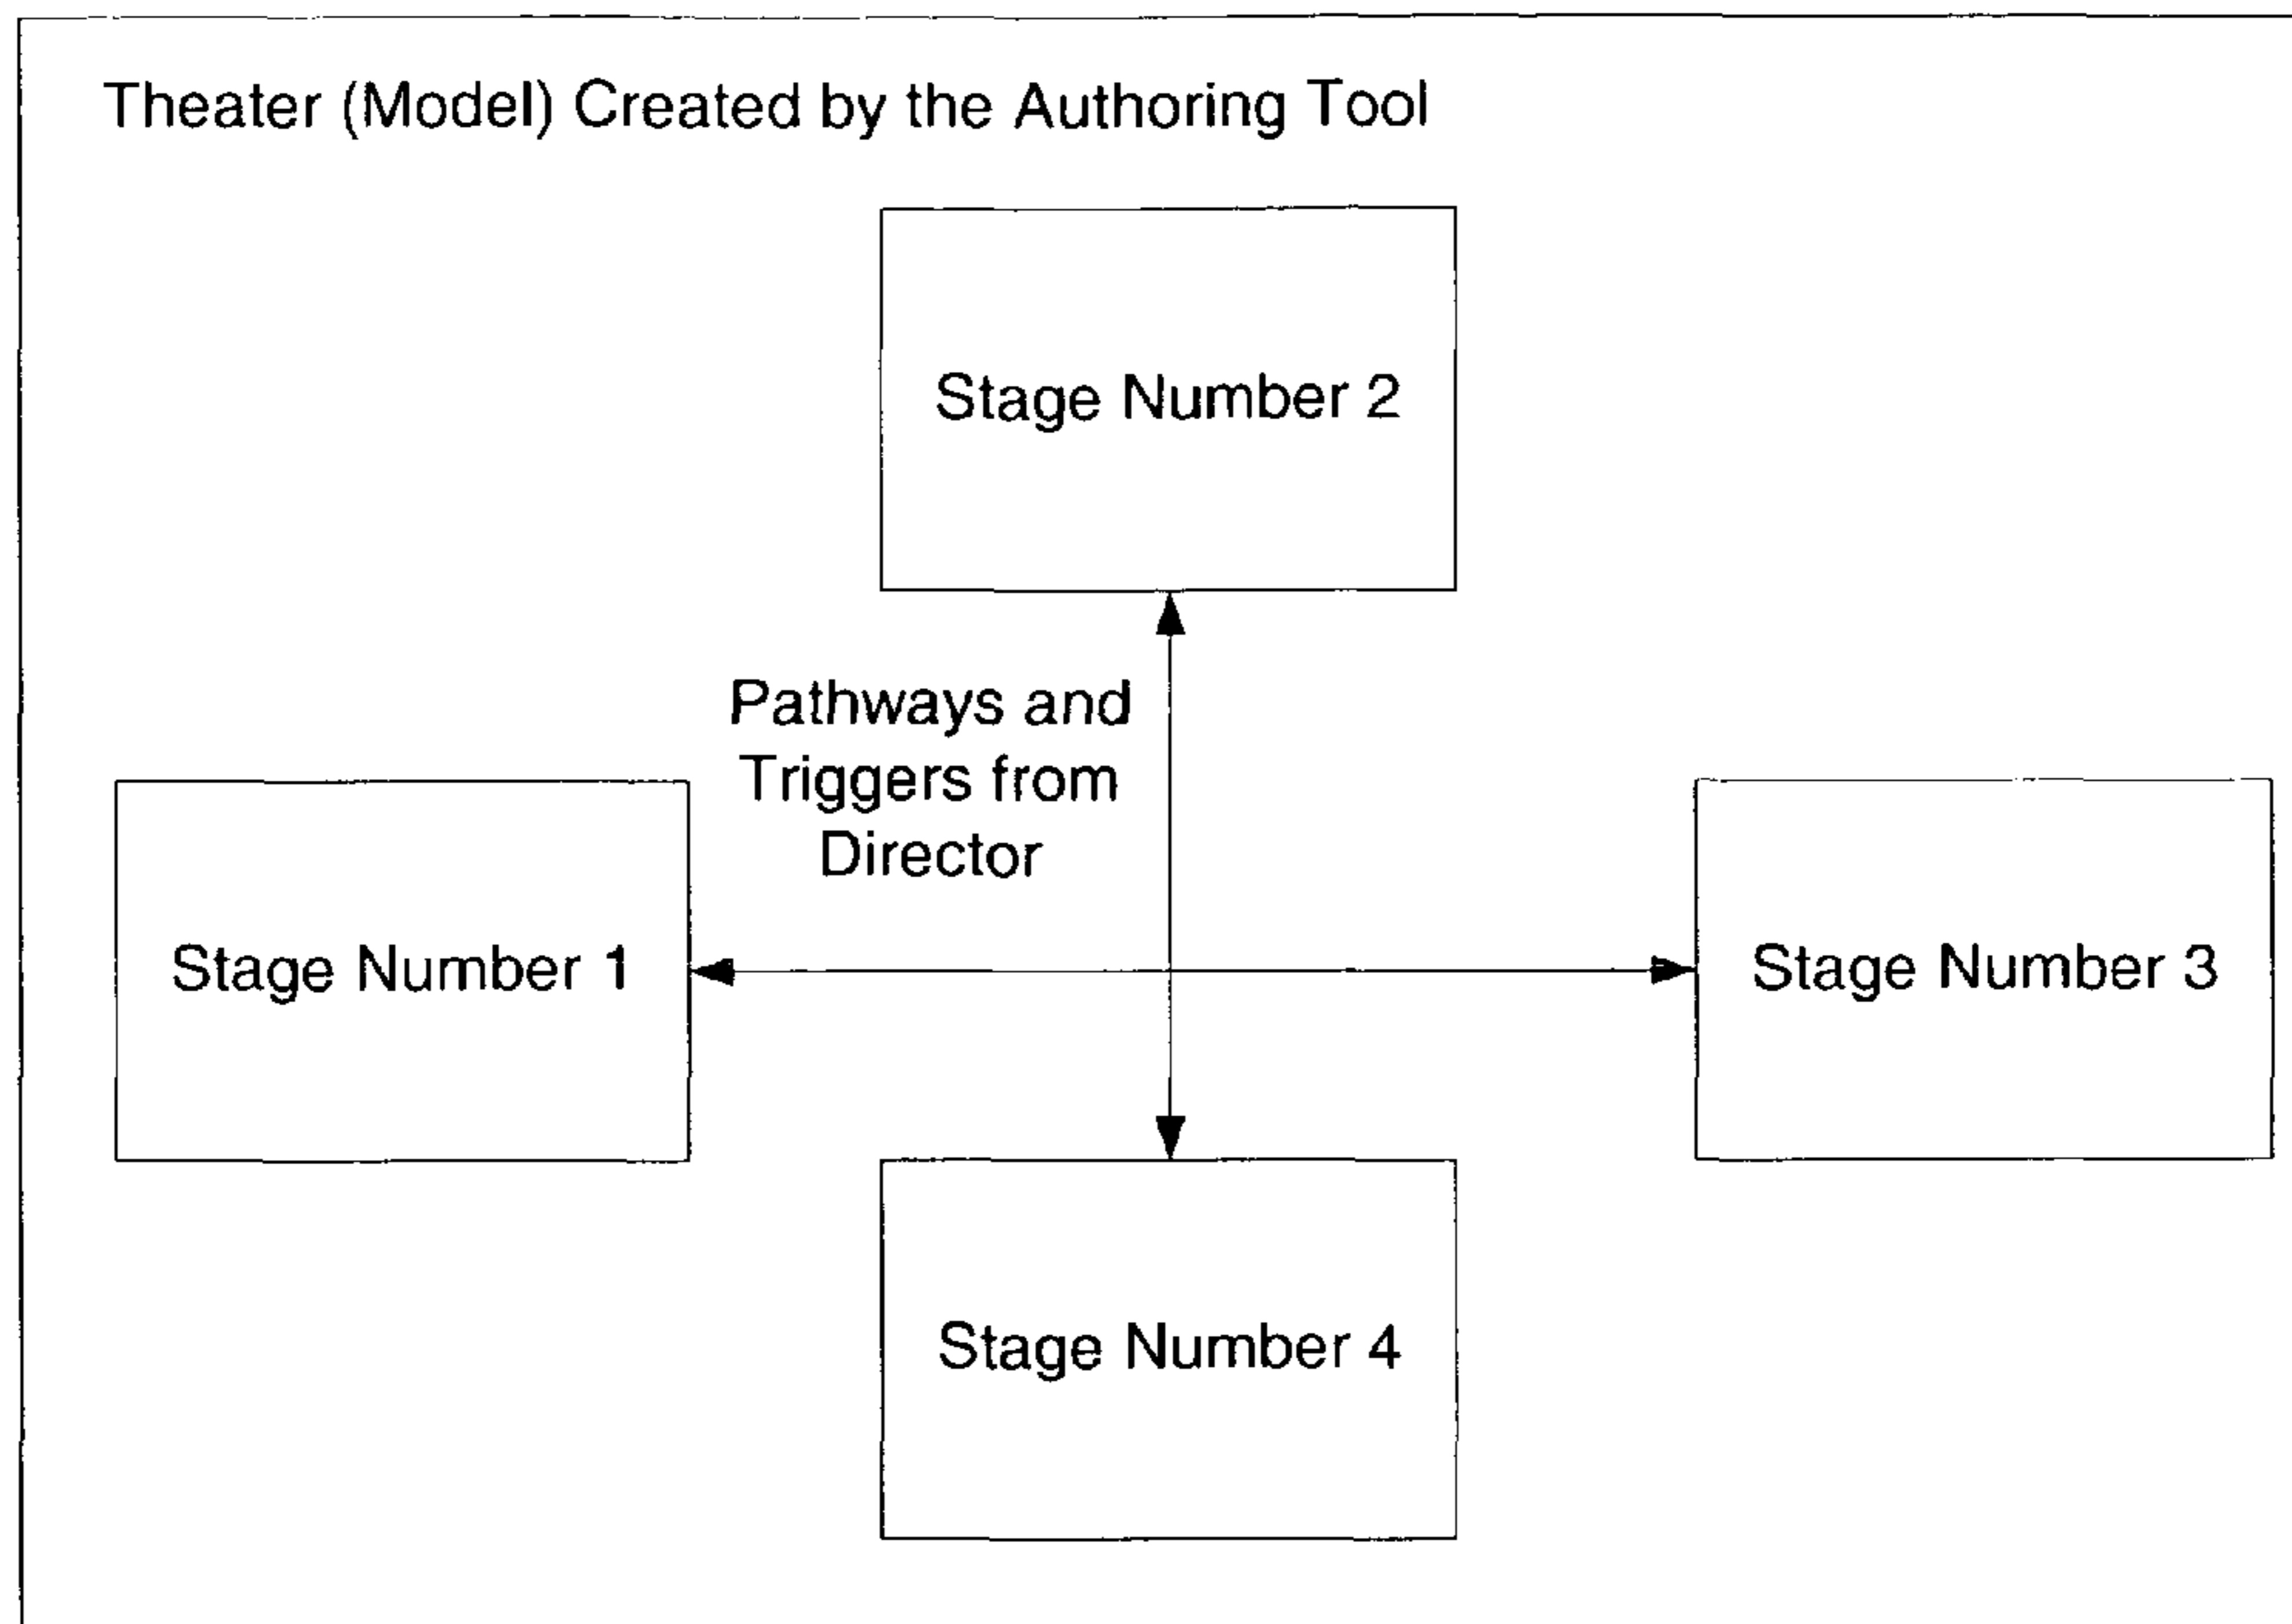 Theater (Model) Created by the Authoring Tool
Stage Number 2
Pathways and
Triggers from
Director
Stage Number 1
Stage Number 3
Stage Number 4